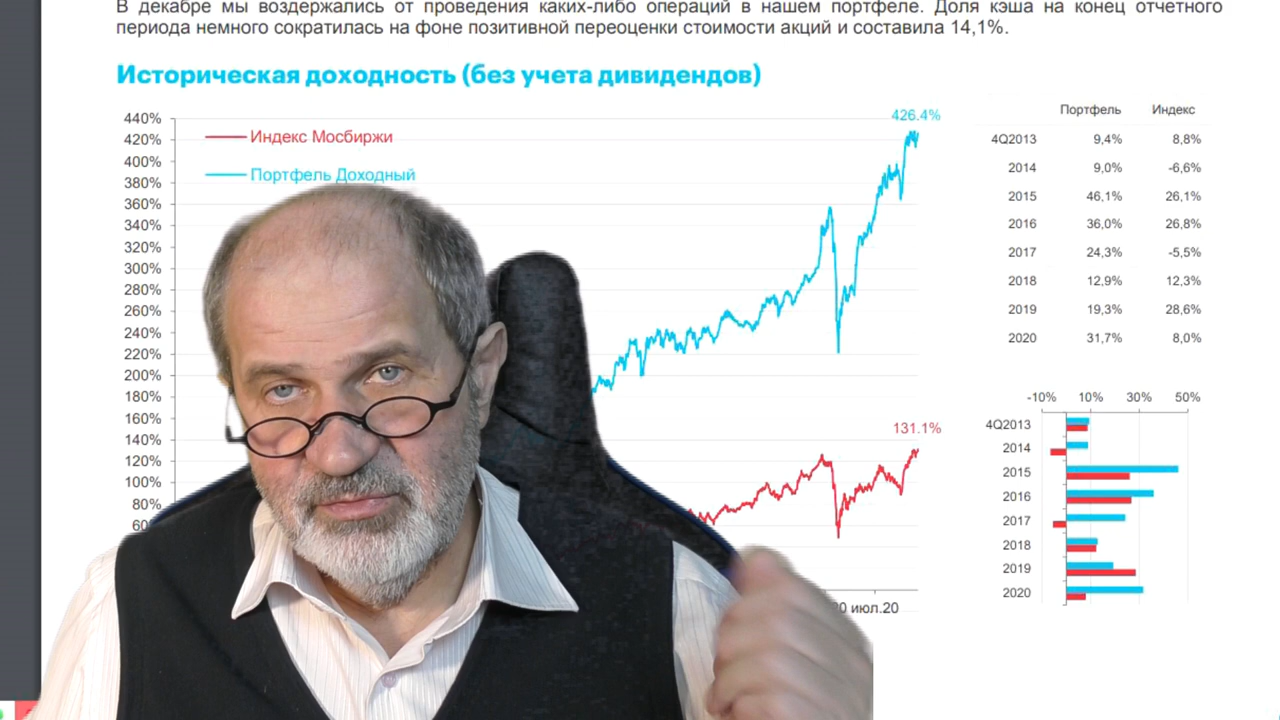 В декабре мы воздержались от проведения каких-либо операций в нашем портфеле. Доля кэша на конец отчетного
периода немного сократилась на фоне позитивной переоценки стоимости акций и составила 14,1%.
Историческая доходность (без учета дивидендов)
440%
420%
400%
380%
360%
340%
320%
300%
280%
260%
240%
220%
200%
180%
160%
140%
120%
100%
80%
Индекс Мосбиржи
Портфель Доходный
426.4%
131.1%
июл.20
Портфель Индекс
4Q2013 9,4% 8,8%
2014 9,0% -6,6%
2015 46,1% 26,1%
2016 36,0% 26,8%
2017 24,3% -5,5%
2018 12,9% 12,3%
2019 19,3% 28,6%
2020 31,7% 8,0%
-10% 10% 30% 50%
4Q2013
2014
2015
2016
2017
2018
2019
2020